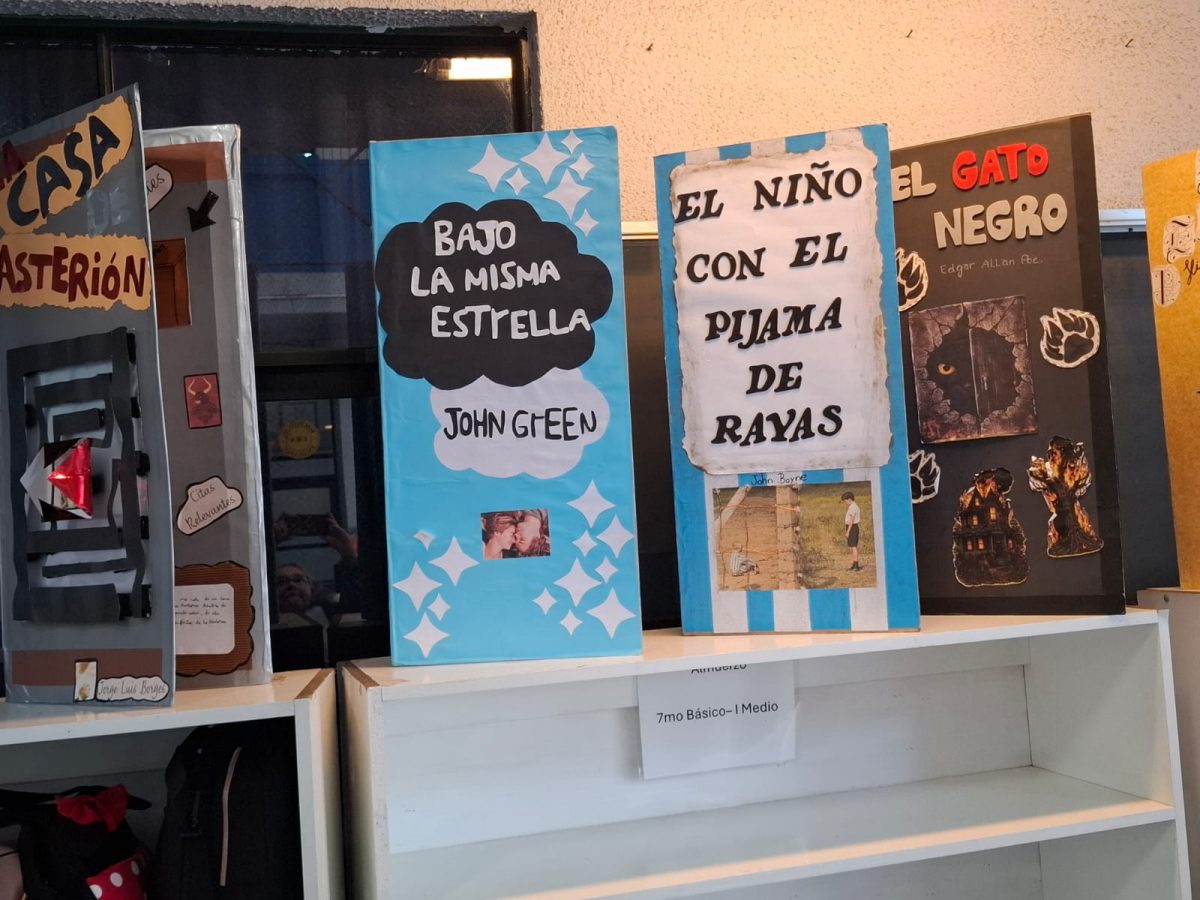 CASA
ASTERIÓN
Jorge Luis Borges
Citas
Relevantes
BAJO
LA MISMA
ESTRELLA
JOHN GREEN
EL NIÑO
CON EL
PIJAMA
DE
RAYAS
John Boyne
EL GATO
NEGRO
Edgar Allan Poe.
Almuerzo
7mo Básico– I Medio